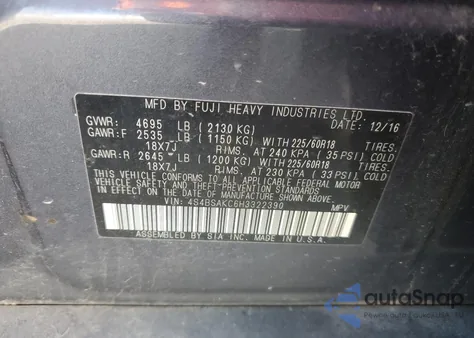 MFD BY FUJI HEAVY INDUSTRIES LTD.
GVWR: 4695 LB (2130 KG) DATE: 12/16
GAWR:F 2535 LB (1150 KG) WITH 225/60R18 TIRES,
18X7J RIMS, AT 240 KPA (35 PSI) COLD
GAWR:R 2645 LB (1200 KG) WITH 225/60R18 TIRES,
18X7J RIMS, AT 230 KPA (33 PSI) COLD
THIS VEHICLE CONFORMS TO ALL APPLICABLE FEDERAL MOTOR
VEHICLE SAFETY, BUMPER, AND THEFT PREVENTION STANDARDS
IN EFFECT ON THE DATE OF MANUFACTURE SHOWN ABOVE.
VIN: 4S4BSAKC6H3322390 MPV
ASSEMBLED BY SIA INC. MADE IN U.S.A.
autoSnap